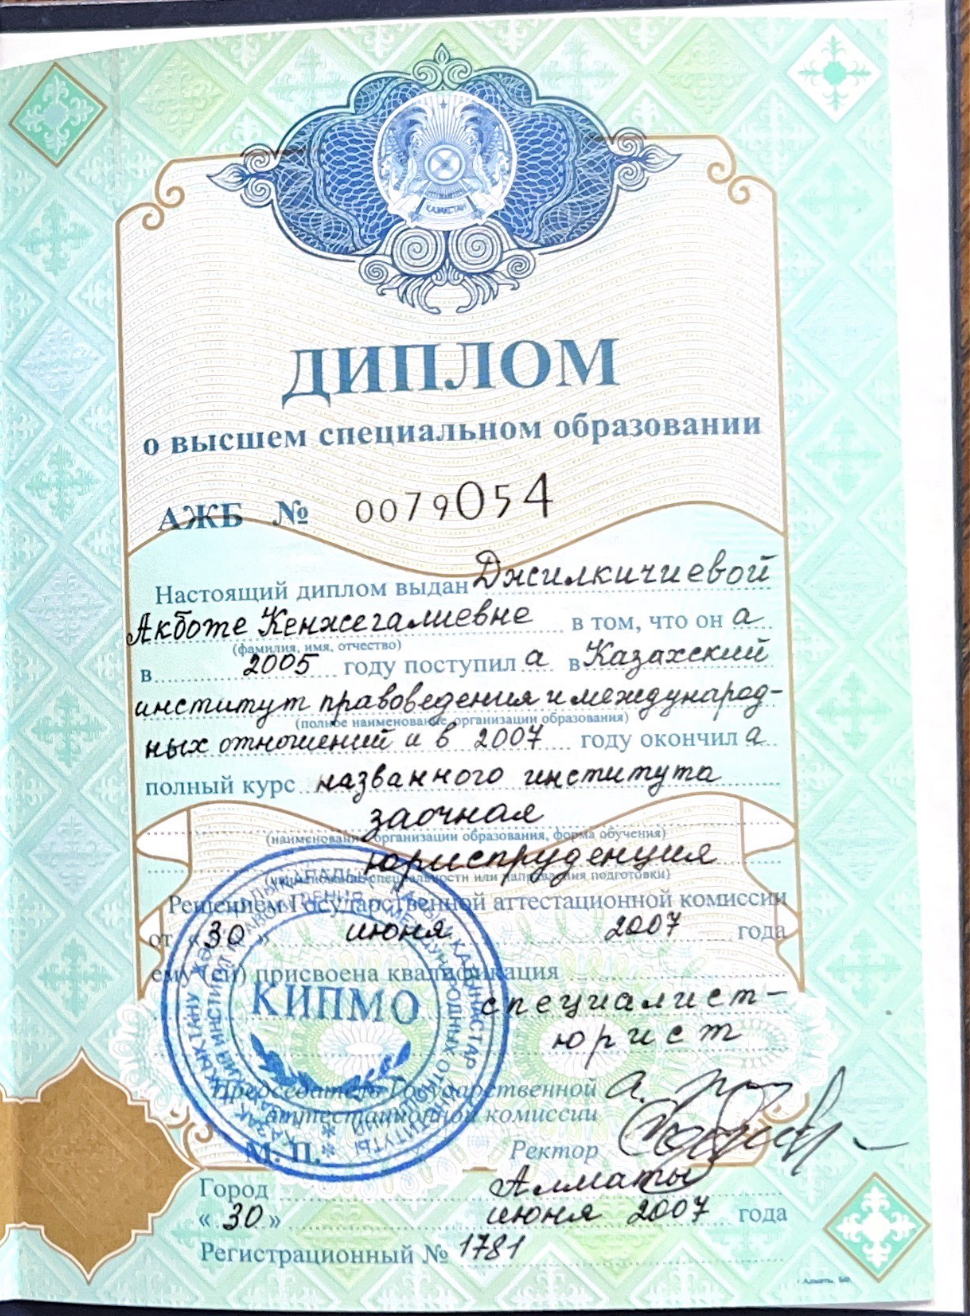 ҚАЗАҚСТАН
ДИПЛОМ
о высшем специальном образовании
АЖБ № 0079054
Настоящий диплом выдан Джилкичиевой
Акботе Кенжегалиевне в том, что он а
(фамилия, имя, отчество)
в 2005 году поступил а в Казахский
институт правоведения и международ-
(полное наименование организации образования)
ных отношений и в 2007 году окончил а
полный курс названного института
заочная
(наименование организации образования, форма обучения)
юриспруденция
(наименование специальности или направления подготовки)
Решением Государственной аттестационной комиссии
от «30» июня 2007 года
ему (ей) присвоена квалификация
специалист-
юрист
КИПМО
Председатель Государственной
аттестационной комиссии
М. П. Ректор
Город Алматы
«30» июня 2007 года
Регистрационный № 1781